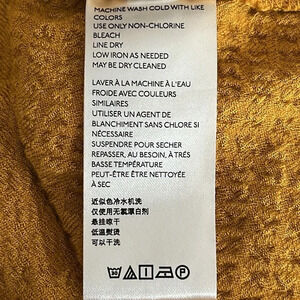 MACHINE WASH COLD WITH LIKE
COLORS
USE ONLY NON-CHLORINE
BLEACH
LINE DRY
LOW IRON AS NEEDED
MAY BE DRY CLEANED
LAVER À LA MACHINE À L'EAU
FROIDE AVEC COULEURS
SIMILAIRES
UTILISER UN AGENT DE
BLANCHIMENT SANS CHLORE SI
NÉCESSAIRE
SUSPENDRE POUR SECHER
REPASSER, AU BESOIN, À TRÈS
BASSE TEMPÉRATURE
PEUT-ÊTRE ÊTRE NETTOYÉE
À SEC
近似色冷水机洗
仅使用无氯漂白剂
悬挂晾干
低温熨烫
可以干洗